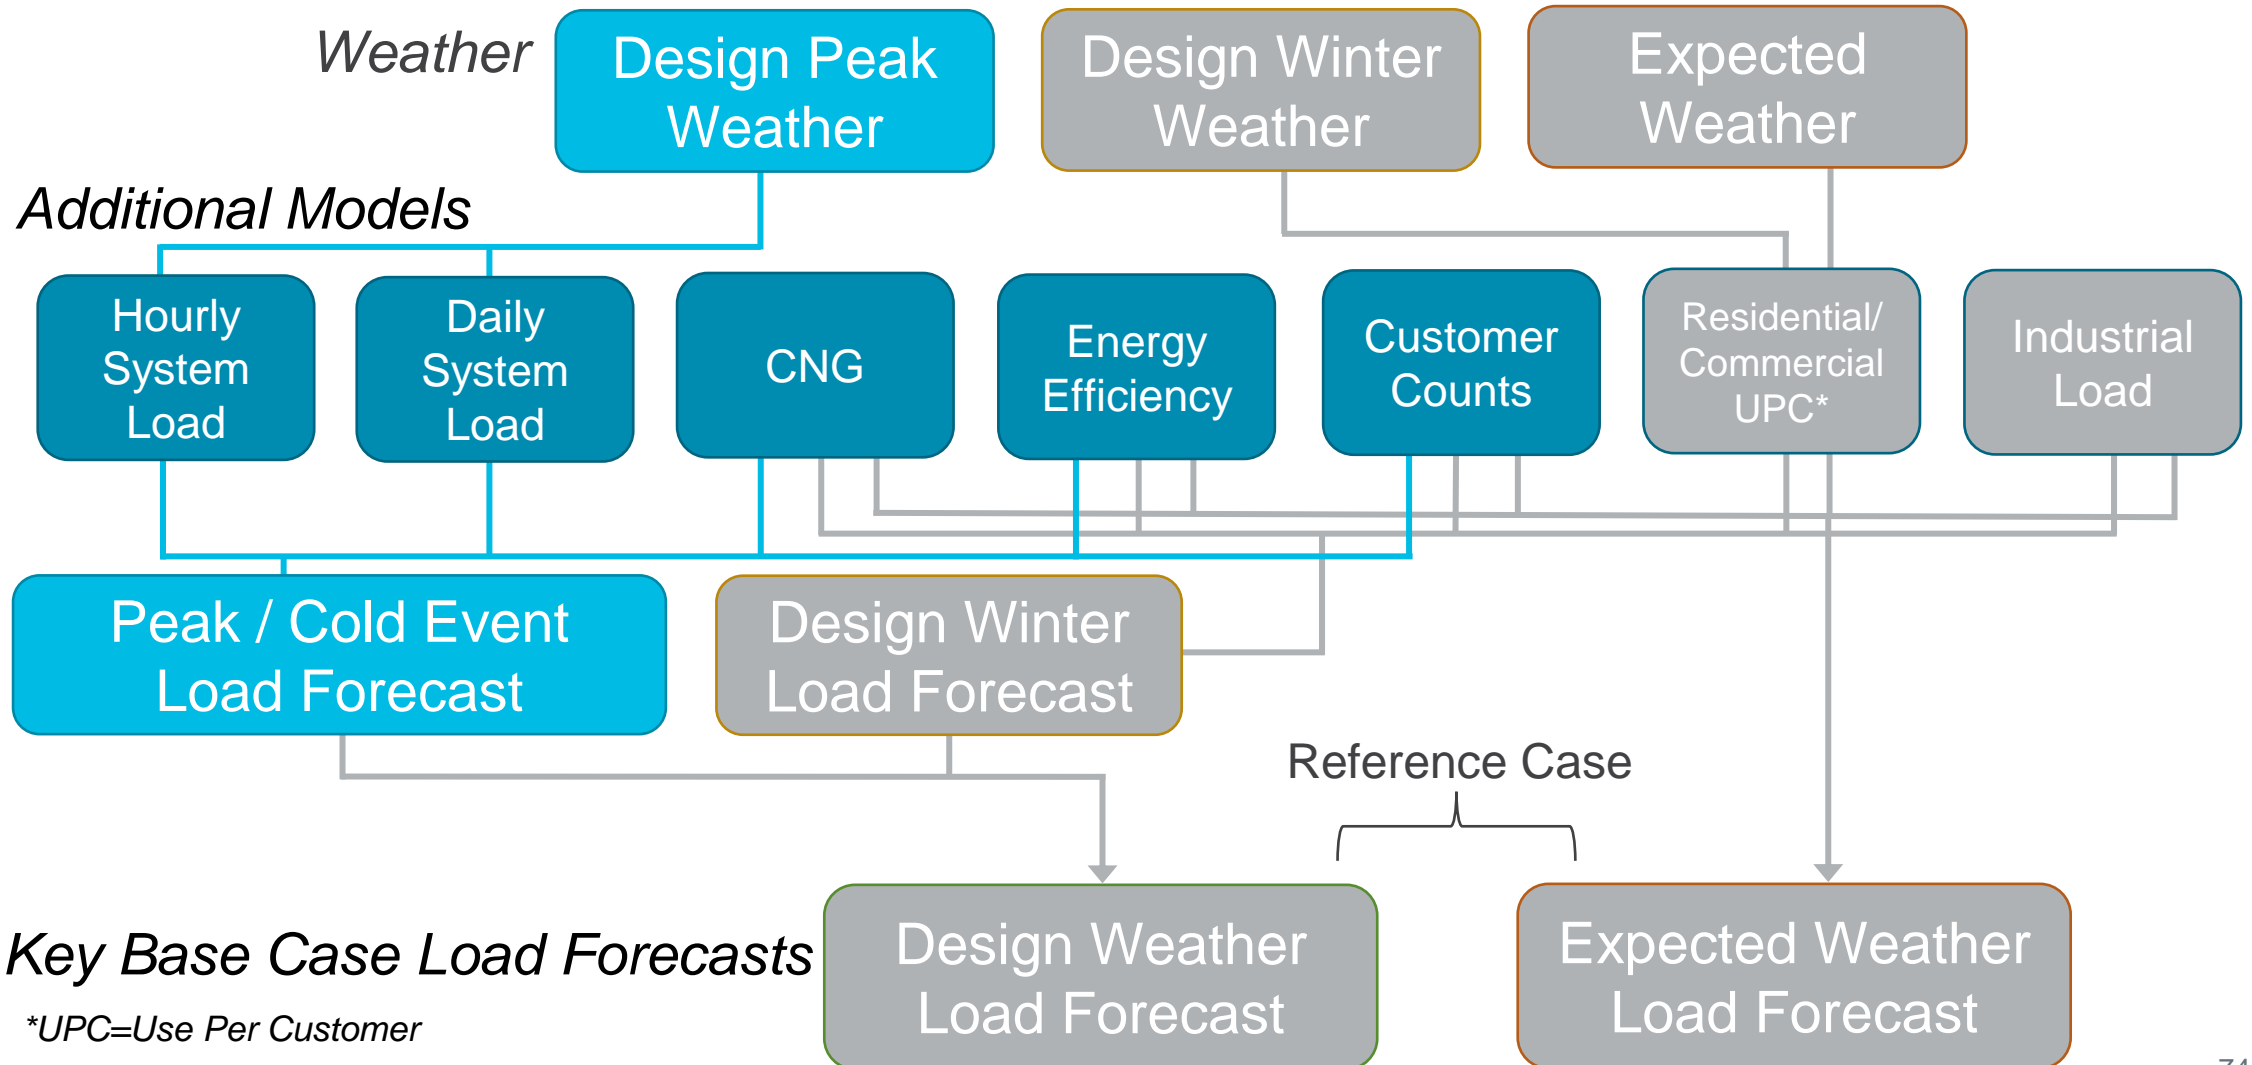 Weather
Design Peak
Weather
Design Winter
Weather
Expected
Weather
Additional Models
Hourly
System
Load
Daily
System
Load
CNG
Energy
Efficiency
Customer
Counts
Residential/
Commercial
UPC*
Industrial
Load
Peak / Cold Event
Load Forecast
Design Winter
Load Forecast
Reference Case
Key Base Case Load Forecasts
Design Weather
Load Forecast
Expected Weather
Load Forecast
*UPC=Use Per Customer